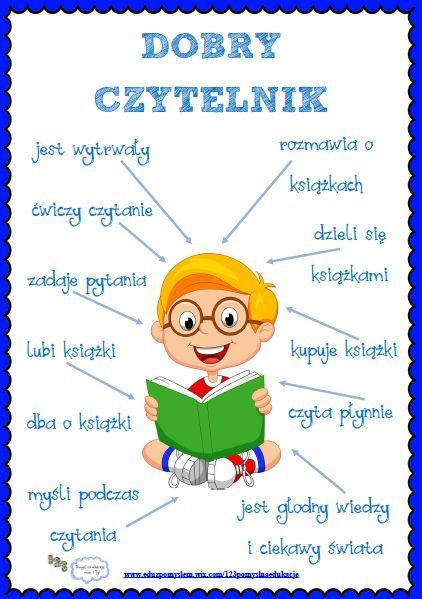 DOBRY
CZYTELNIK
jest wytrwały
rozmawia o
książkach
ćwiczy czytanie
dzieli się
książkami
zadaje pytania
lubi książki
kupuje książki
dba o książki
czyta płynnie
myśli podczas
czytania
jest głodny wiedzy
i ciekawy świata
123
www.eduzpomyslem.wix.com/123pomyslnaedukacje